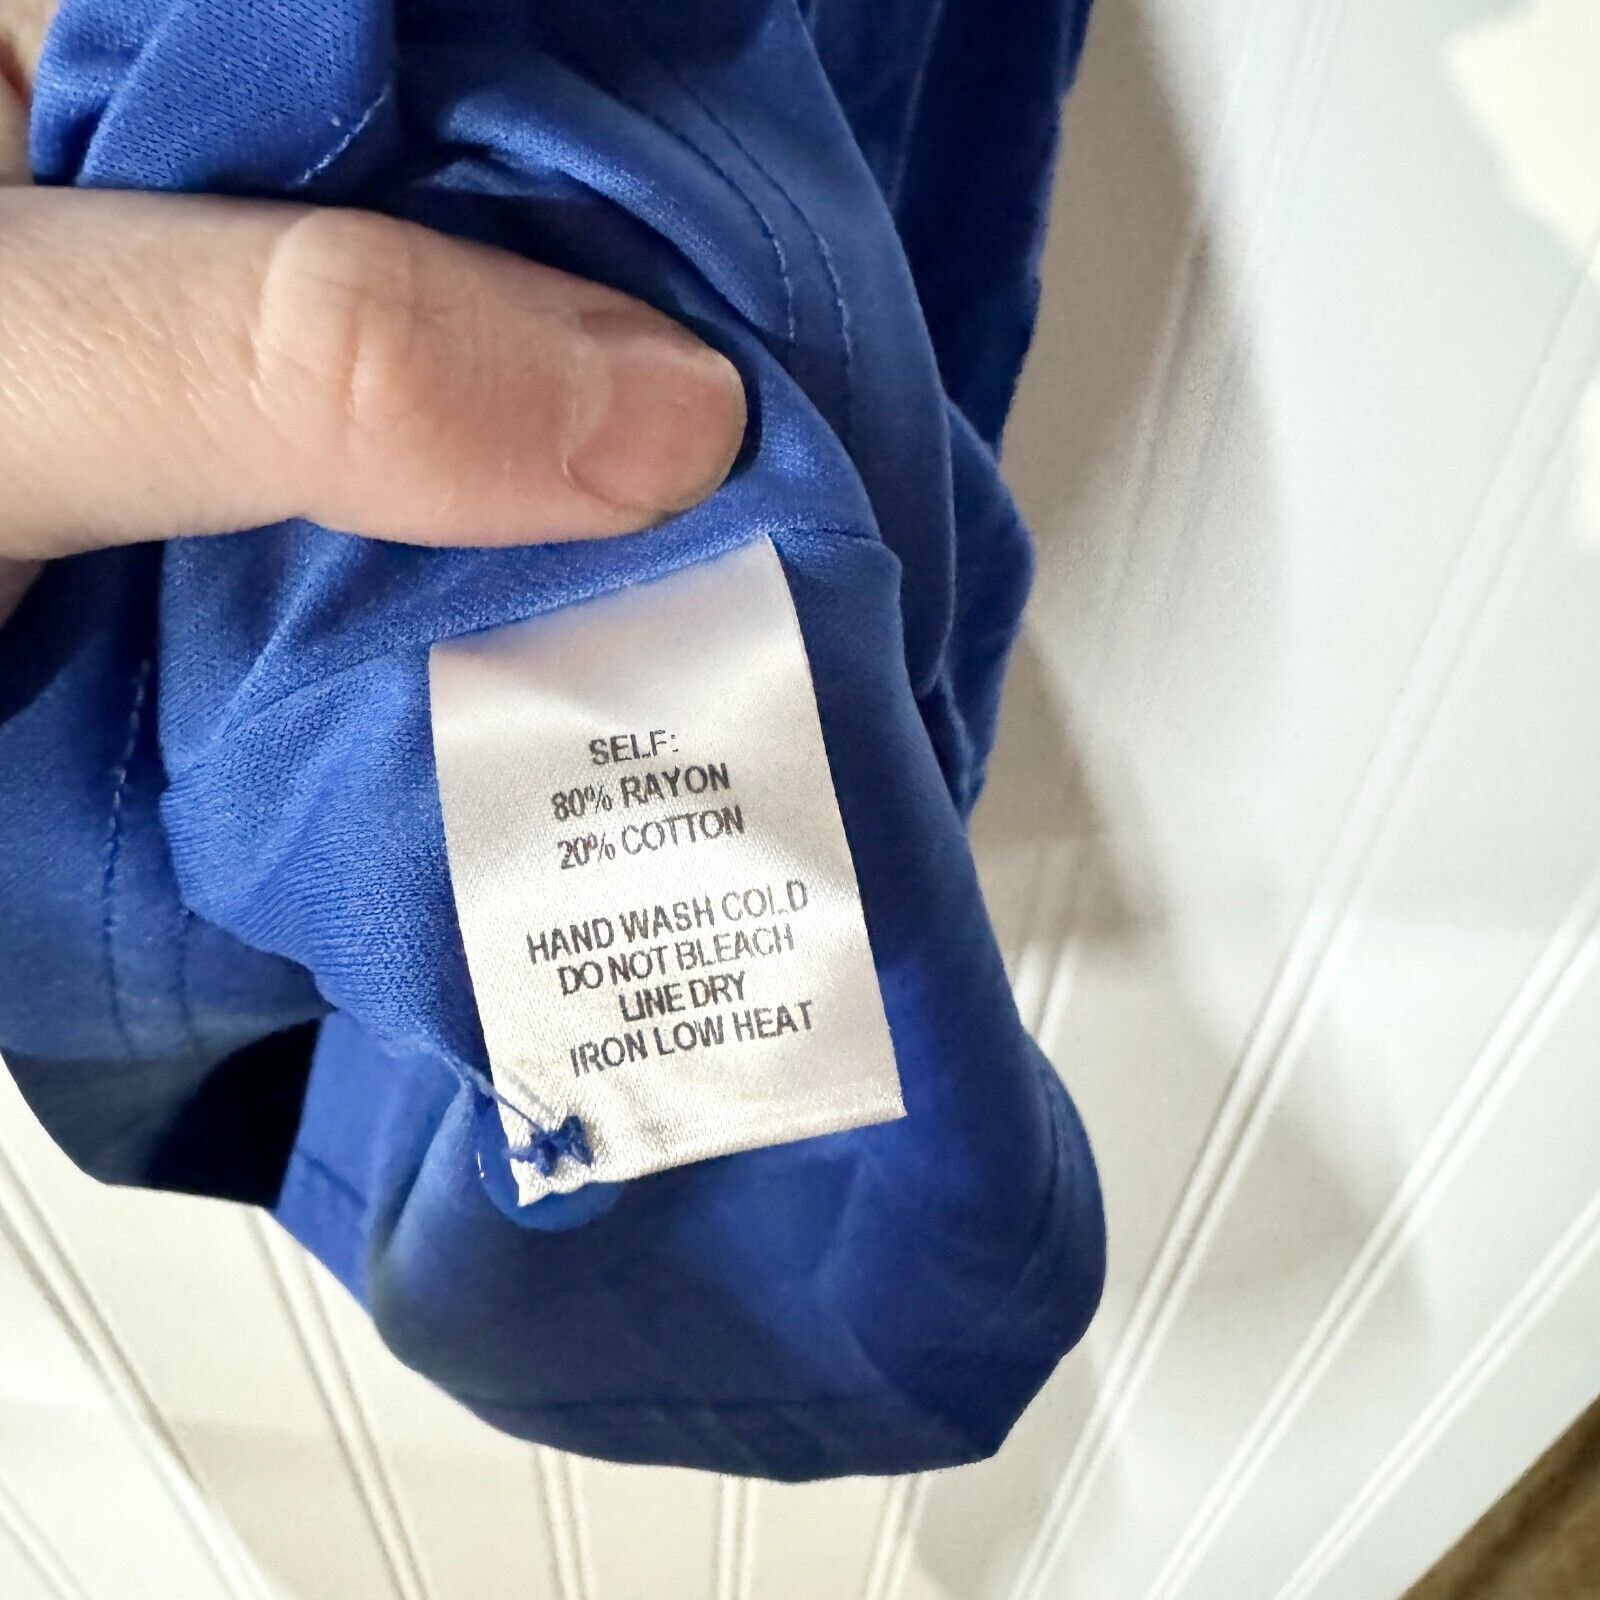 SELF:
80% RAYON
20% COTTON
HAND WASH COLD
DO NOT BLEACH
LINE DRY
IRON LOW HEAT